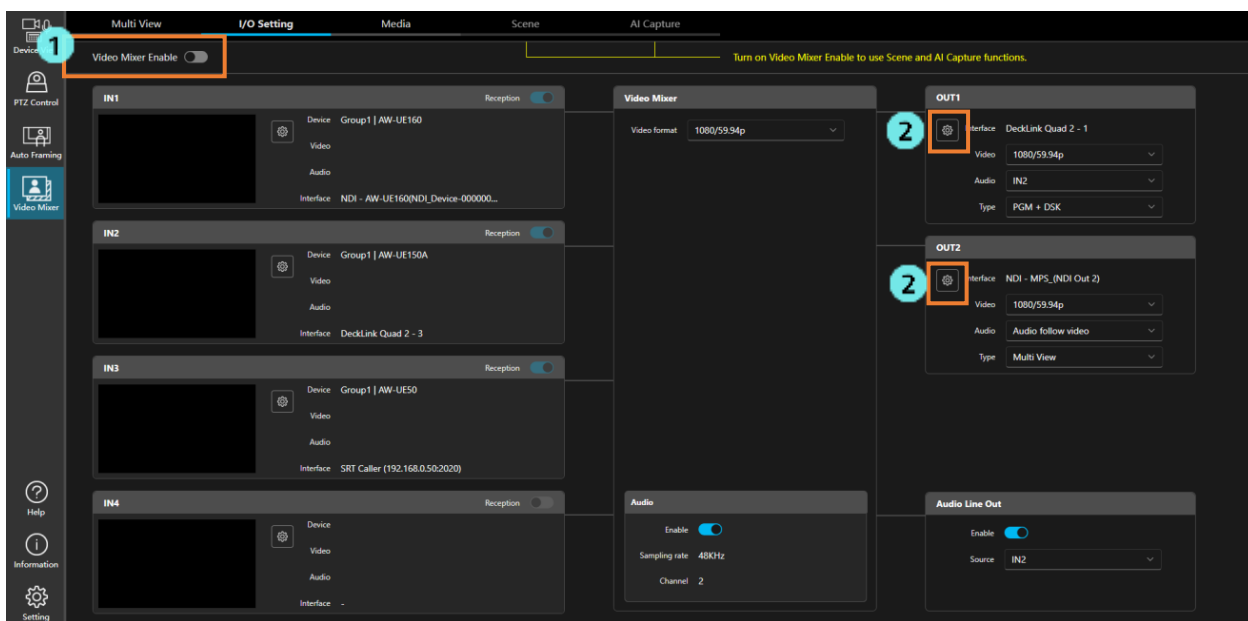 Multi View
I/O Setting
Media
Scene
AI Capture
Device
1
Video Mixer Enable
Turn on Video Mixer Enable to use Scene and AI Capture functions.
PTZ Control
Auto Framing
Video Mixer
Help
Information
Setting
IN1
Reception
Device Group1 | AW-UE160
Video
Audio
Interface NDI - AW-UE160(NDI_Device-000000...
IN2
Reception
Device Group1 | AW-UE150A
Video
Audio
Interface DeckLink Quad 2 - 3
IN3
Reception
Device Group1 | AW-UE50
Video
Audio
Interface SRT Caller (192.168.0.50:2020)
IN4
Reception
Device
Video
Audio
Interface -
Video Mixer
Video format 1080/59.94p
Audio
Enable
Sampling rate 48KHz
Channel 2
OUT1
2
terface DeckLink Quad 2 - 1
Video 1080/59.94p
Audio IN2
Type PGM + DSK
OUT2
2
terface NDI - MPS_(NDI Out 2)
Video 1080/59.94p
Audio Audio follow video
Type Multi View
Audio Line Out
Enable
Source IN2